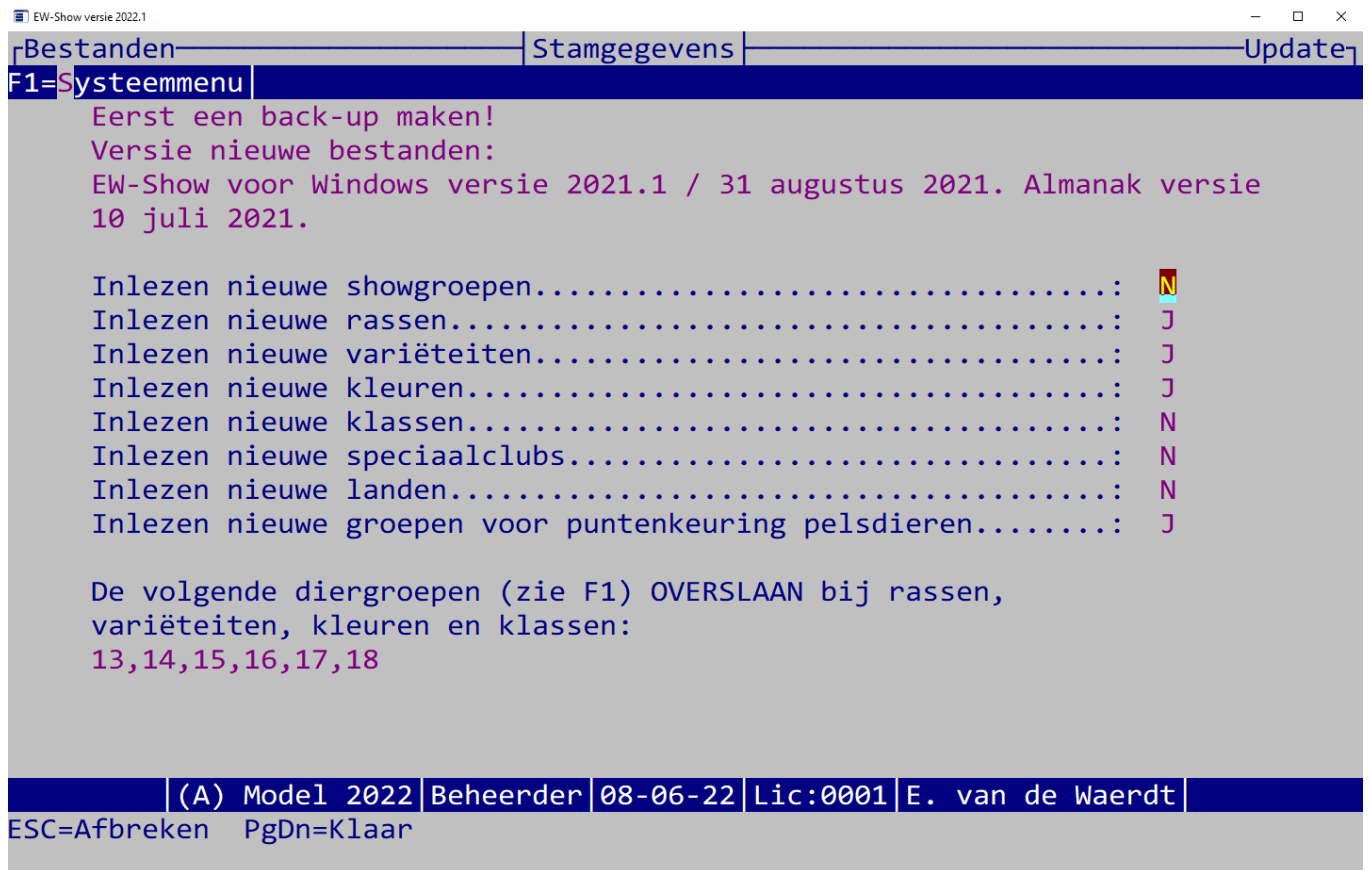 EW-Show versie 2022.1
Bestanden Stamgegevens Update
F1=Systeemmenu
Eerst een back-up maken!
Versie nieuwe bestanden:
EW-Show voor Windows versie 2021.1 / 31 augustus 2021. Almanak versie
10 juli 2021.
Inlezen nieuwe showgroepen..................................: N
Inlezen nieuwe rassen.......................................: J
Inlezen nieuwe variëteiten..................................: J
Inlezen nieuwe kleuren......................................: J
Inlezen nieuwe klassen......................................: N
Inlezen nieuwe speciaalclubs................................: N
Inlezen nieuwe landen.......................................: N
Inlezen nieuwe groepen voor puntenkeuring pelsdieren........: J
De volgende diergroepen (zie F1) OVERSLAAN bij rassen,
variëteiten, kleuren en klassen:
13,14,15,16,17,18
(A) Model 2022 Beheerder 08-06-22 Lic:0001 E. van de Waerdt
ESC=Afbreken PgDn=Klaar